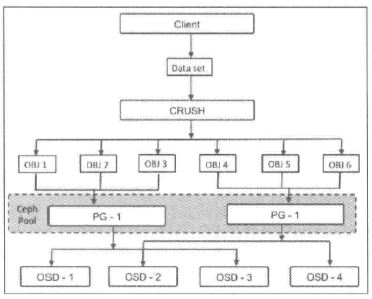 Client
Data set
CRUSH
OBJ 1 OBJ 2 OBJ 3 OBJ 4 OBJ 5 OBJ 6
Ceph
Pool
PG - 1 PG - 1
OSD - 1 OSD - 2 OSD - 3 OSD - 4